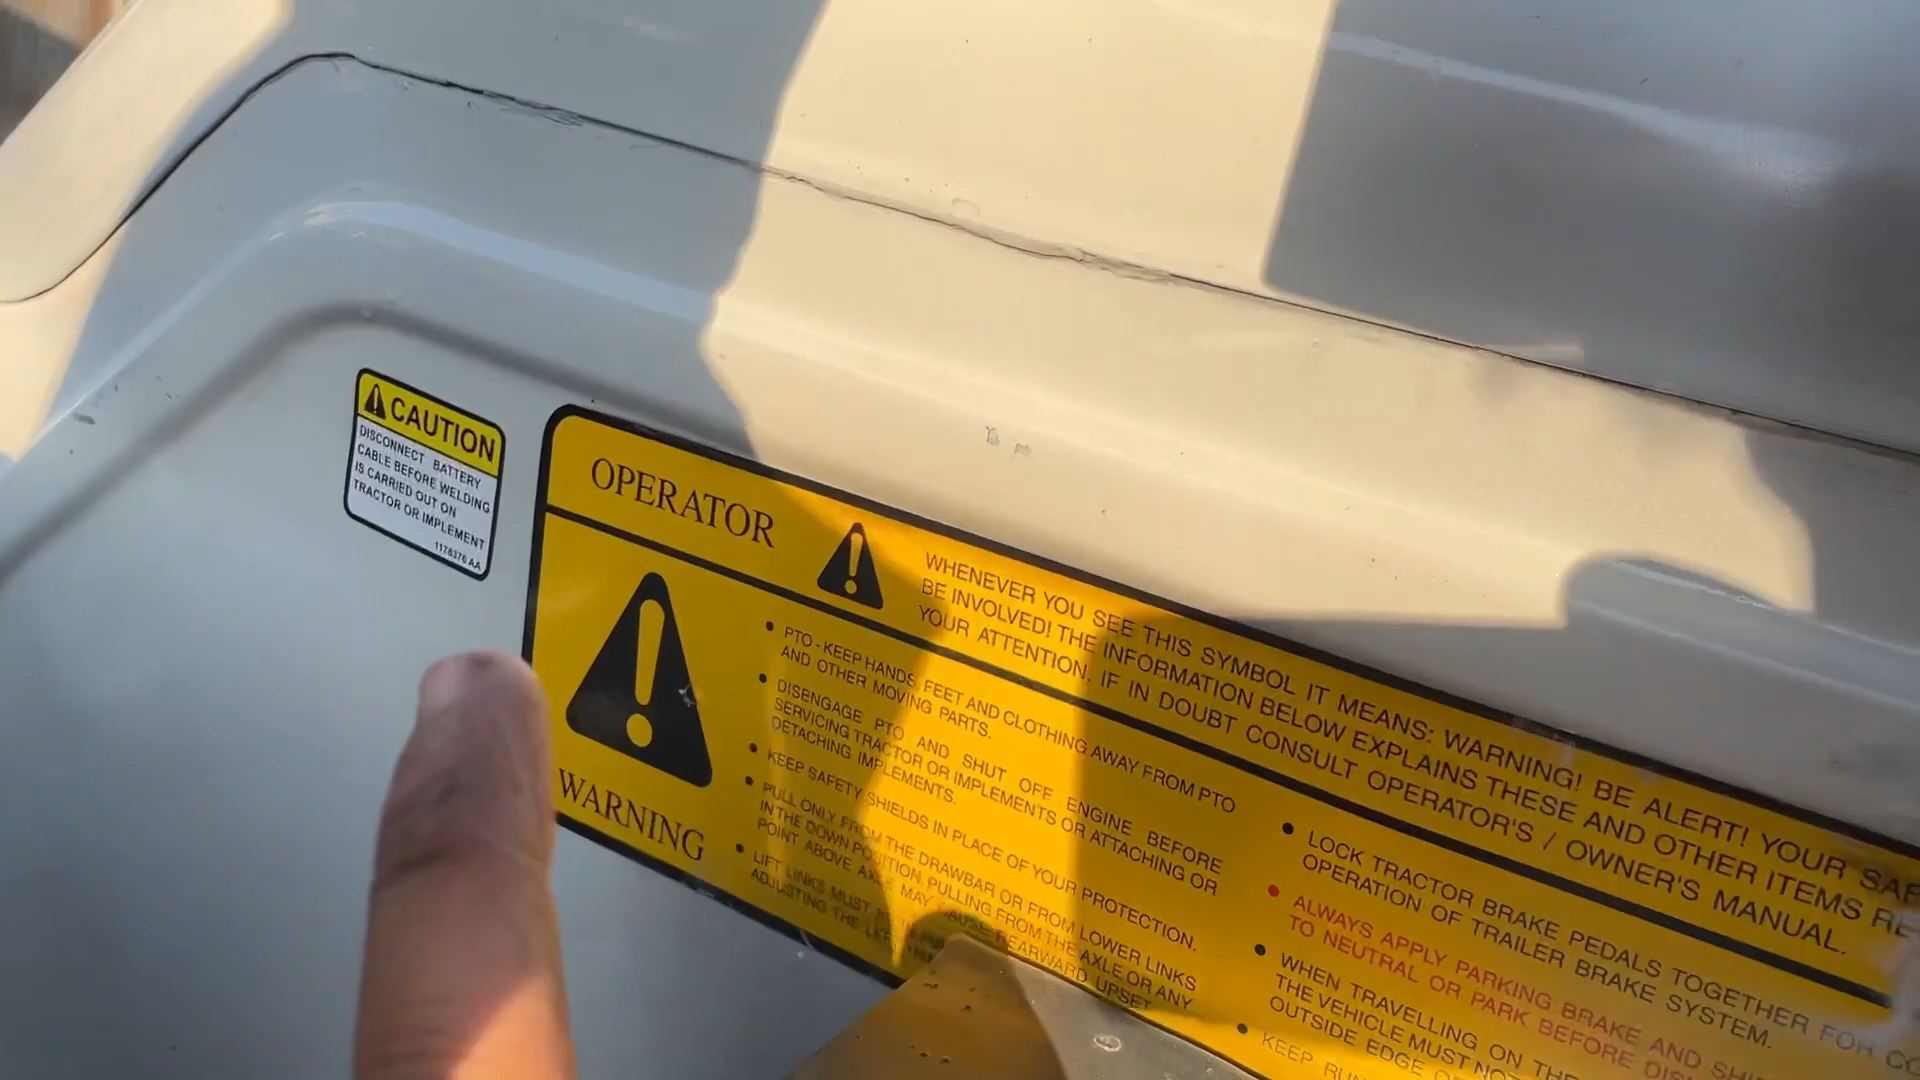 CAUTION
DISCONNECT BATTERY
CABLE BEFORE WELDING
IS CARRIED OUT ON
TRACTOR OR IMPLEMENT
1178376 AA
OPERATOR
WHENEVER YOU SEE THIS SYMBOL IT MEANS: WARNING! BE ALERT! YOUR
BE INVOLVED! THE INFORMATION BELOW EXPLAINS THESE AND OTHER ITEMS
YOUR ATTENTION. IF IN DOUBT CONSULT OPERATOR'S / OWNER'S MANUAL.
WARNING
• PTO - KEEP HANDS, FEET AND CLOTHING AWAY FROM PTO
AND OTHER MOVING PARTS.
• DISENGAGE PTO AND SHUT OFF ENGINE BEFORE
SERVICING TRACTOR OR IMPLEMENTS OR ATTACHING OR
DETACHING IMPLEMENTS.
• KEEP SAFETY SHIELDS IN PLACE OF YOUR PROTECTION.
• PULL ONLY FROM THE DRAWBAR OR FROM LOWER LINKS
IN THE DOWN POSITION. PULLING FROM THE AXLE OR ANY
POINT ABOVE AXLE MAY CAUSE REARWARD UPSET
• LIFT LINKS MUST
ADJUSTING THE
• LOCK TRACTOR BRAKE PEDALS TOGETHER FOR
OPERATION OF TRAILER BRAKE SYSTEM.
• ALWAYS APPLY PARKING BRAKE AND
TO NEUTRAL OR PARK BEFORE
• WHEN TRAVELLING ON
THE VEHICLE MUST NOT
OUTSIDE EDGE
• KEEP